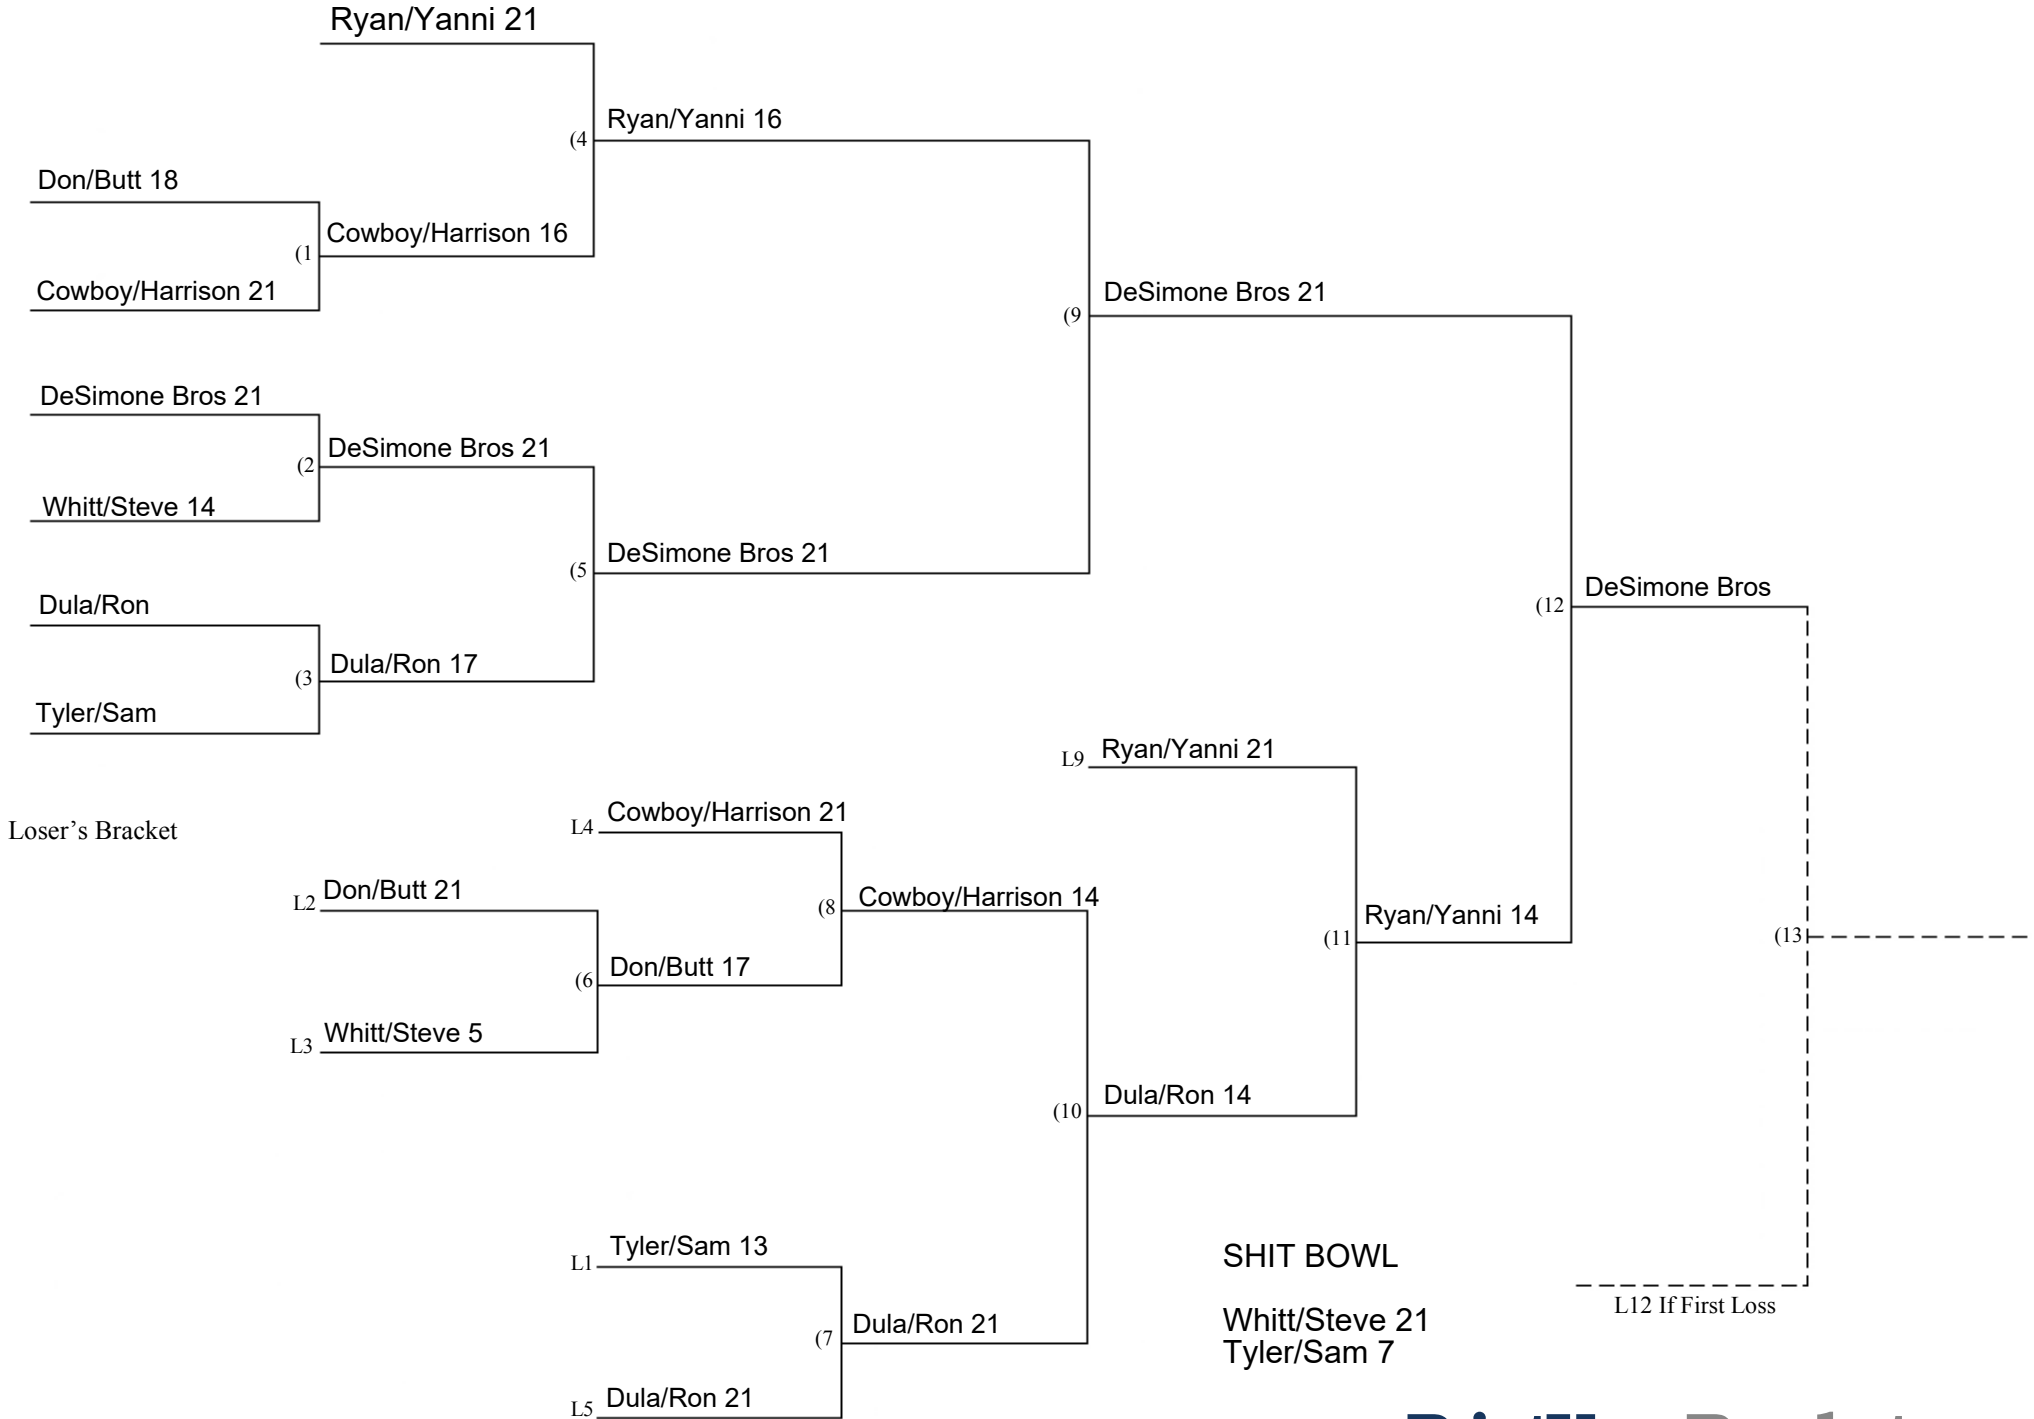 Ryan/Yanni 21
(4
Ryan/Yanni 16
Don/Butt 18
(1
Cowboy/Harrison 16
Cowboy/Harrison 21
(9
DeSimone Bros 21
DeSimone Bros 21
(2
DeSimone Bros 21
Whitt/Steve 14
(5
DeSimone Bros 21
Dula/Ron
(3
Dula/Ron 17
Tyler/Sam
(12
DeSimone Bros
L9
Ryan/Yanni 21
Loser’s Bracket
L4
Cowboy/Harrison 21
L2
Don/Butt 21
(8
Cowboy/Harrison 14
(11
Ryan/Yanni 14
(13
(6
Don/Butt 17
L3
Whitt/Steve 5
(10
Dula/Ron 14
L1
Tyler/Sam 13
(7
Dula/Ron 21
L5
Dula/Ron 21
SHIT BOWL
Whitt/Steve 21
Tyler/Sam 7
L12 If First Loss